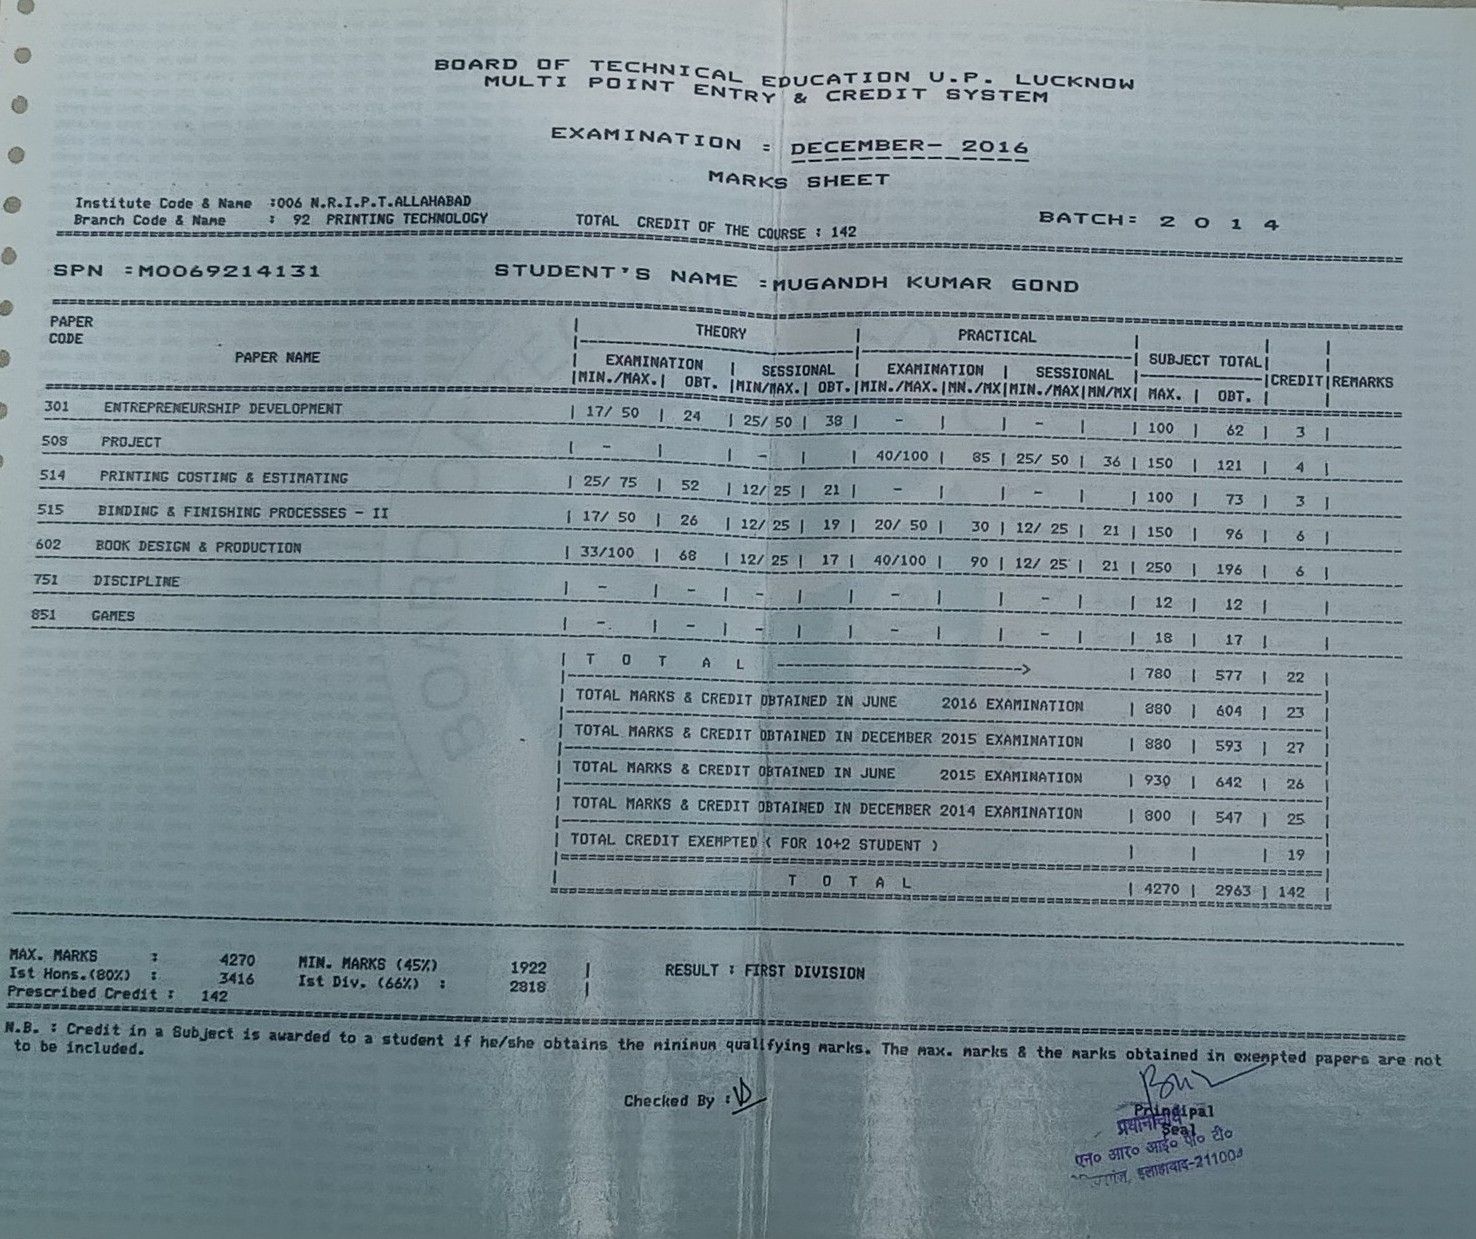 BOARD OF TECHNICAL EDUCATION U.P. LUCKNOW
MULTI POINT ENTRY & CREDIT SYSTEM
EXAMINATION : DECEMBER- 2016
MARKS SHEET
Institute Code & Name :006 N.R.I.P.T.ALLAHABAD
Branch Code & Name : 92 PRINTING TECHNOLOGY TOTAL CREDIT OF THE COURSE : 142 BATCH: 2 0 1 4
SPN :M0069214131 STUDENT'S NAME :MUGANDH KUMAR GOND
PAPER | THEORY | PRACTICAL | | |
CODE PAPER NAME | EXAMINATION | SESSIONAL | EXAMINATION | SESSIONAL | SUBJECT TOTAL| | |
|MIN./MAX.| OBT. |MIN/MAX.| OBT.|MIN./MAX.|MN./MX|MIN./MAX|MN/MX| MAX. | OBT. |CREDIT|REMARKS
301 ENTREPRENEURSHIP DEVELOPMENT | 17/ 50 | 24 | 25/ 50 | 38 | - | | - | | 100 | 62 | 3 |
508 PROJECT | - | | - | | 40/100 | 85 | 25/ 50 | 36 | 150 | 121 | 4 |
514 PRINTING COSTING & ESTIMATING | 25/ 75 | 52 | 12/ 25 | 21 | - | | - | | 100 | 73 | 3 |
515 BINDING & FINISHING PROCESSES - II | 17/ 50 | 26 | 12/ 25 | 19 | 20/ 50 | 30 | 12/ 25 | 21 | 150 | 96 | 6 |
602 BOOK DESIGN & PRODUCTION | 33/100 | 68 | 12/ 25 | 17 | 40/100 | 90 | 12/ 25 | 21 | 250 | 196 | 6 |
751 DISCIPLINE | - | - | - | | - | | - | | 12 | 12 | |
851 GAMES | - | - | - | | - | | - | | 18 | 17 | |
| T O T A L ----------------------> | 780 | 577 | 22 |
| TOTAL MARKS & CREDIT OBTAINED IN JUNE 2016 EXAMINATION | 880 | 604 | 23 |
| TOTAL MARKS & CREDIT OBTAINED IN DECEMBER 2015 EXAMINATION | 880 | 593 | 27 |
| TOTAL MARKS & CREDIT OBTAINED IN JUNE 2015 EXAMINATION | 930 | 642 | 26 |
| TOTAL MARKS & CREDIT OBTAINED IN DECEMBER 2014 EXAMINATION | 800 | 547 | 25 |
| TOTAL CREDIT EXEMPTED ( FOR 10+2 STUDENT ) | | | 19 |
| T O T A L | 4270 | 2963 | 142 |
MAX. MARKS : 4270 MIN. MARKS (45%) 1922 | RESULT : FIRST DIVISION
Ist Hons.(80%) : 3416 Ist Div. (66%) : 2818 |
Prescribed Credit : 142
N.B. : Credit in a Subject is awarded to a student if he/she obtains the minimum qualifying marks. The max. marks & the marks obtained in exempted papers are not
to be included.
Checked By :
Principal
प्रधानाचार्य
Seal
एन० आर० आई० पी० टी०
इलाहाबाद-211004